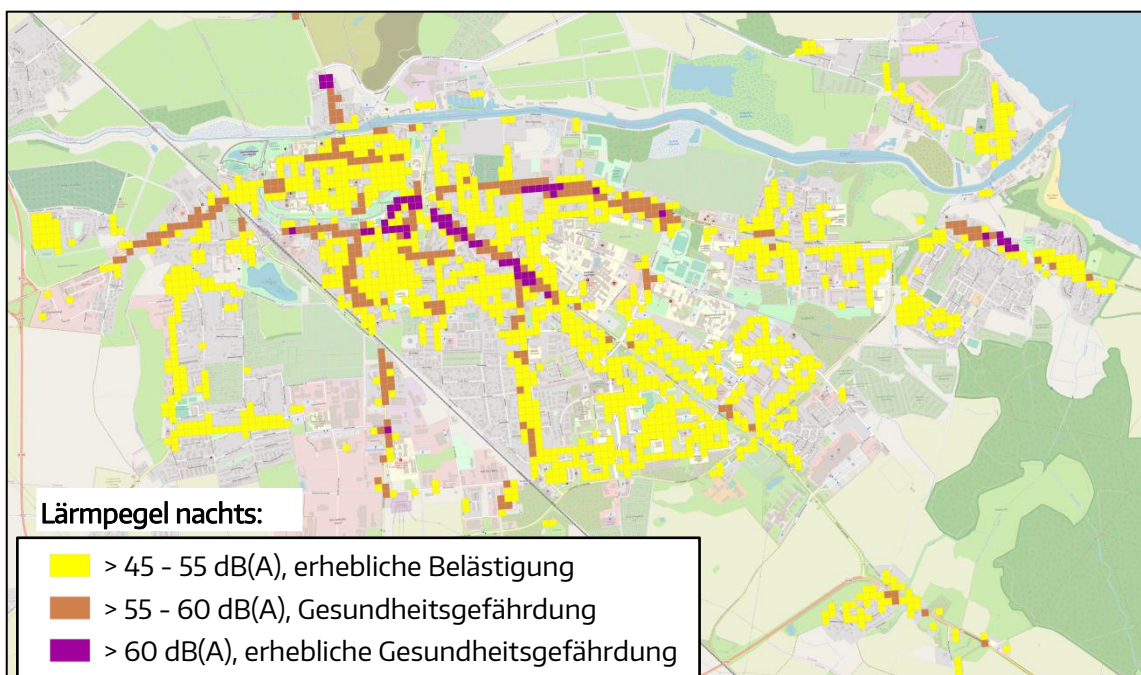 Lärmpegel nachts:
> 45 - 55 dB(A), erhebliche Belästigung
> 55 - 60 dB(A), Gesundheitsgefährdung
> 60 dB(A), erhebliche Gesundheitsgefährdung